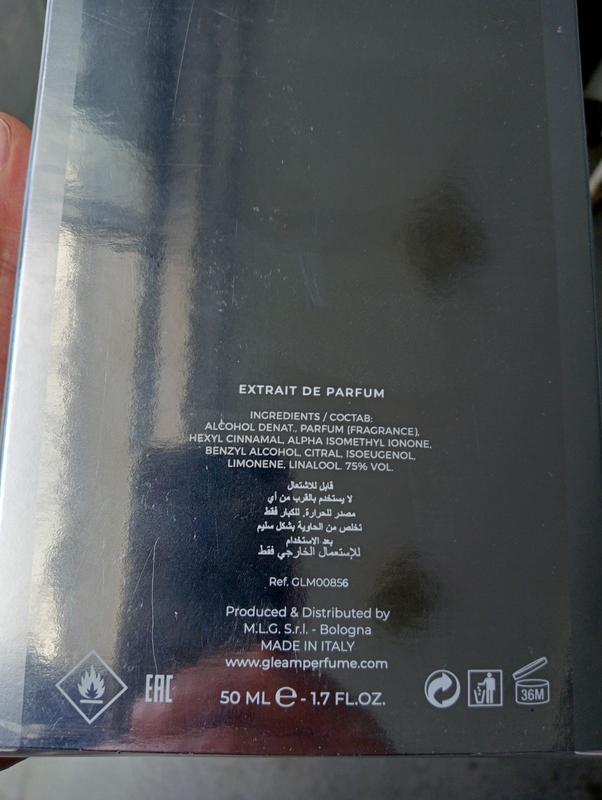 EXTRAIT DE PARFUM
INGREDIENTS / COCTAB:
ALCOHOL DENAT., PARFUM (FRAGRANCE),
HEXYL CINNAMAL, ALPHA ISOMETHYL IONONE,
BENZYL ALCOHOL, CITRAL, ISOEUGENOL,
LIMONENE, LINALOOL. 75% VOL.
قابل للاشتعال
لا يستخدم بالقرب من أي
مصدر للحرارة. للكبار فقط
تخلص من الحاوية بشكل سليم
بعد الاستخدام
للإستعمال الخارجي فقط
Ref. GLM00856
Produced & Distributed by
M.L.G. S.r.l. - Bologna
MADE IN ITALY
www.gleamperfume.com
EAC
50 ML e - 1.7 FL.OZ.
36M